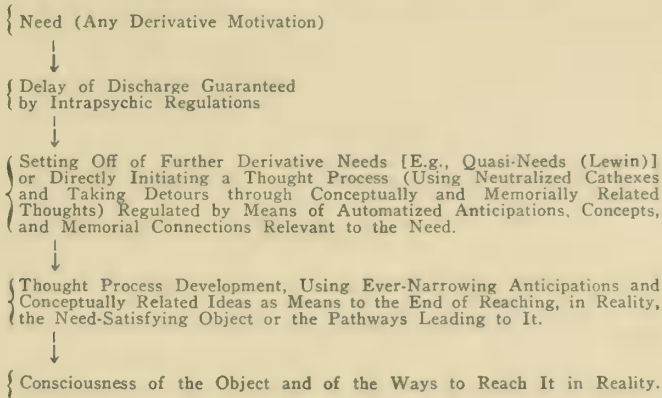 Need (Any Derivative Motivation)
Delay of Discharge Guaranteed
by Intrapsychic Regulations
Setting Off of Further Derivative Needs [E.g., Quasi-Needs (Lewin)]
or Directly Initiating a Thought Process (Using Neutralized Cathexes
and Taking Detours through Conceptually and Memorially Related
Thoughts) Regulated by Means of Automatized Anticipations, Concepts,
and Memorial Connections Relevant to the Need.
Thought Process Development, Using Ever-Narrowing Anticipations and
Conceptually Related Ideas as Means to the End of Reaching, in Reality,
the Need-Satisfying Object or the Pathways Leading to It.
Consciousness of the Object and of the Ways to Reach It in Reality.